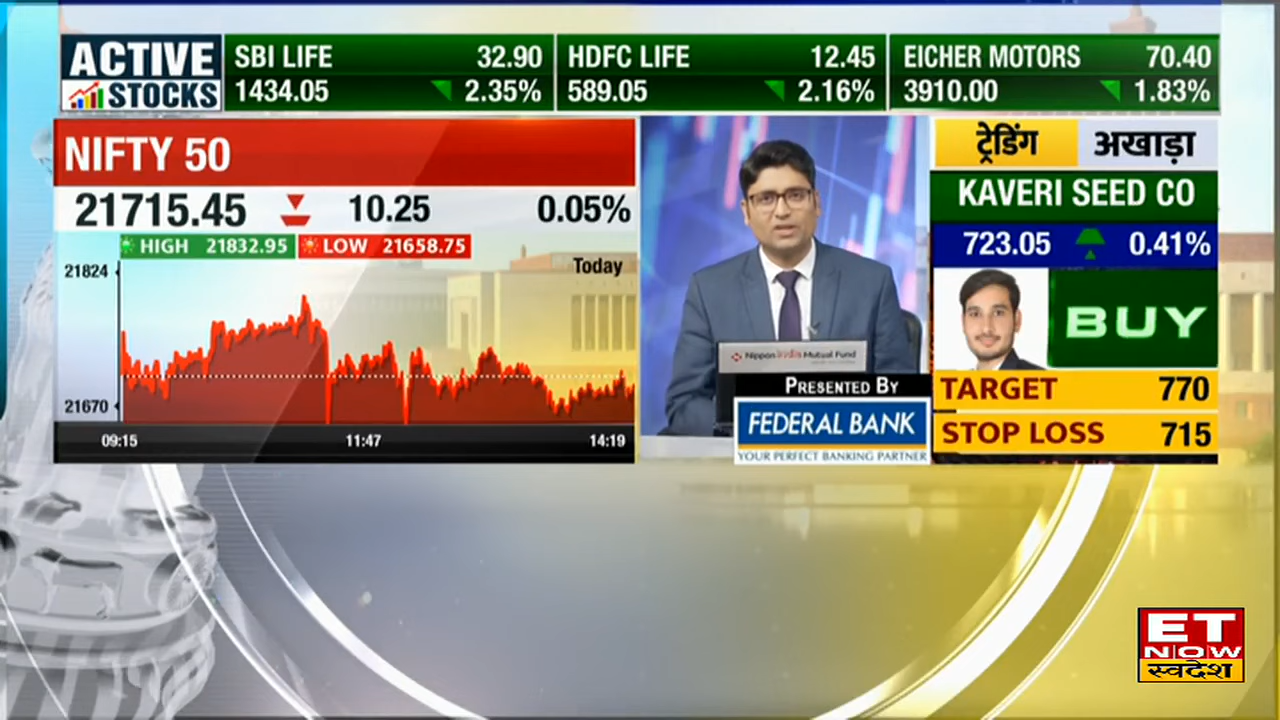 ACTIVE STOCKS
SBI LIFE 32.90
1434.05 2.35%
HDFC LIFE 12.45
589.05 2.16%
EICHER MOTORS 70.40
3910.00 1.83%
NIFTY 50
21715.45 10.25 0.05%
HIGH 21832.95 LOW 21658.75
Today
21824
21670
09:15 11:47 14:19
Nippon india Mutual Fund
PRESENTED BY
FEDERAL BANK
YOUR PERFECT BANKING PARTNER
ट्रेडिंग अखाड़ा
KAVERI SEED CO
723.05 0.41%
BUY
TARGET 770
STOP LOSS 715
ET
NOW
स्वदेश